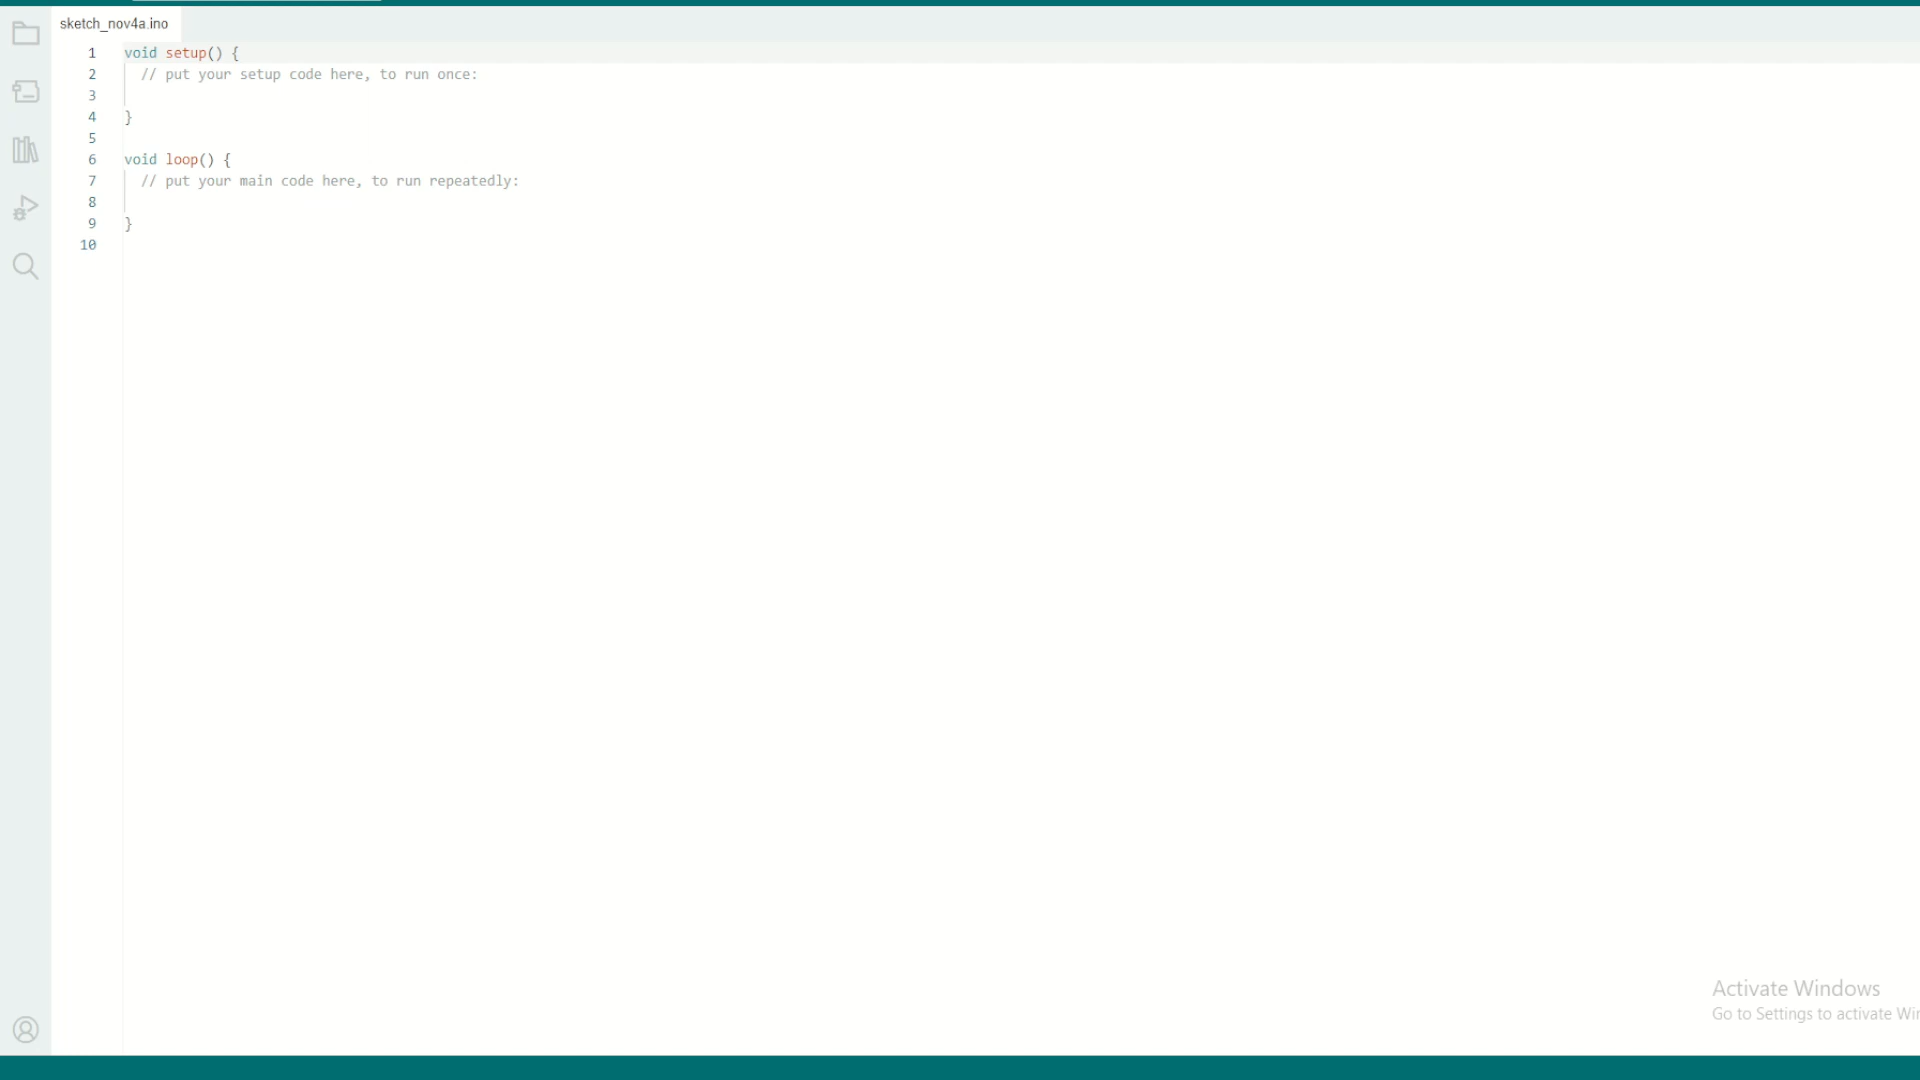 sketch_nov4a.ino
1 void setup() {
2 // put your setup code here, to run once:
3
4 }
5
6 void loop() {
7 // put your main code here, to run repeatedly:
8
9 }
10
Activate Windows
Go to Settings to activate